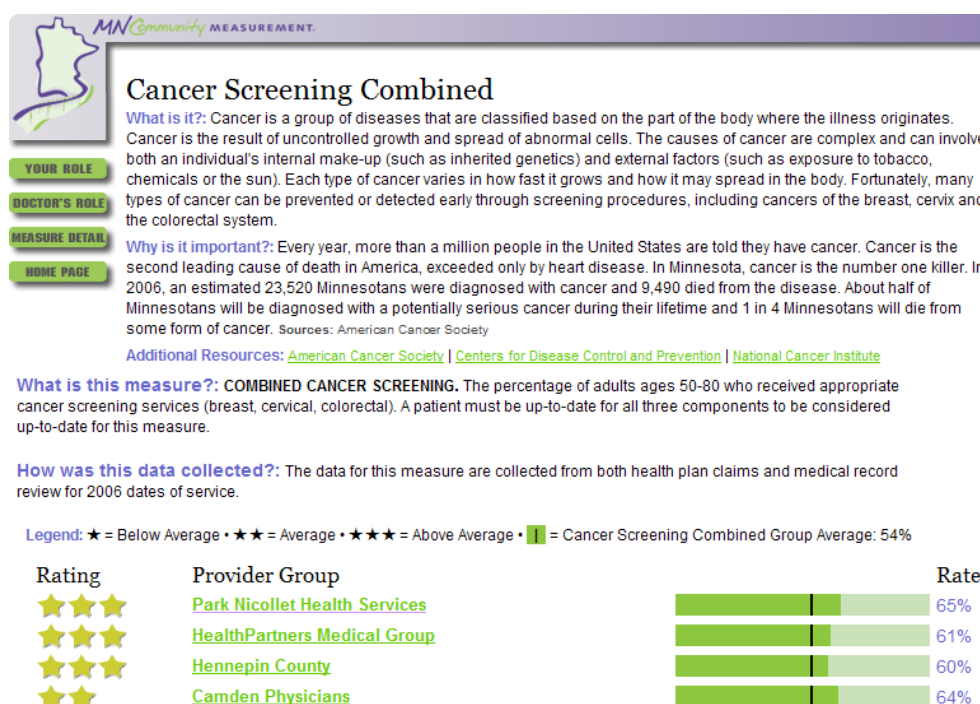 MNCommunity MEASUREMENT.
Cancer Screening Combined
What is it?: Cancer is a group of diseases that are classified based on the part of the body where the illness originates.
Cancer is the result of uncontrolled growth and spread of abnormal cells. The causes of cancer are complex and can involve
both an individual's internal make-up (such as inherited genetics) and external factors (such as exposure to tobacco,
chemicals or the sun). Each type of cancer varies in how fast it grows and how it may spread in the body. Fortunately, many
types of cancer can be prevented or detected early through screening procedures, including cancers of the breast, cervix and
the colorectal system.
YOUR ROLE
DOCTOR'S ROLE
MEASURE DETAIL
HOME PAGE
Why is it important?: Every year, more than a million people in the United States are told they have cancer. Cancer is the
second leading cause of death in America, exceeded only by heart disease. In Minnesota, cancer is the number one killer. In
2006, an estimated 23,520 Minnesotans were diagnosed with cancer and 9,490 died from the disease. About half of
Minnesotans will be diagnosed with a potentially serious cancer during their lifetime and 1 in 4 Minnesotans will die from
some form of cancer. Sources: American Cancer Society
Additional Resources: American Cancer Society | Centers for Disease Control and Prevention | National Cancer Institute
What is this measure?: COMBINED CANCER SCREENING. The percentage of adults ages 50-80 who received appropriate
cancer screening services (breast, cervical, colorectal). A patient must be up-to-date for all three components to be considered
up-to-date for this measure.
How was this data collected?: The data for this measure are collected from both health plan claims and medical record
review for 2006 dates of service.
Legend: ★ = Below Average • ★★ = Average • ★★★ = Above Average • | = Cancer Screening Combined Group Average: 54%
Rating Provider Group Rate
Park Nicollet Health Services 65%
HealthPartners Medical Group 61%
Hennepin County 60%
Camden Physicians 64%